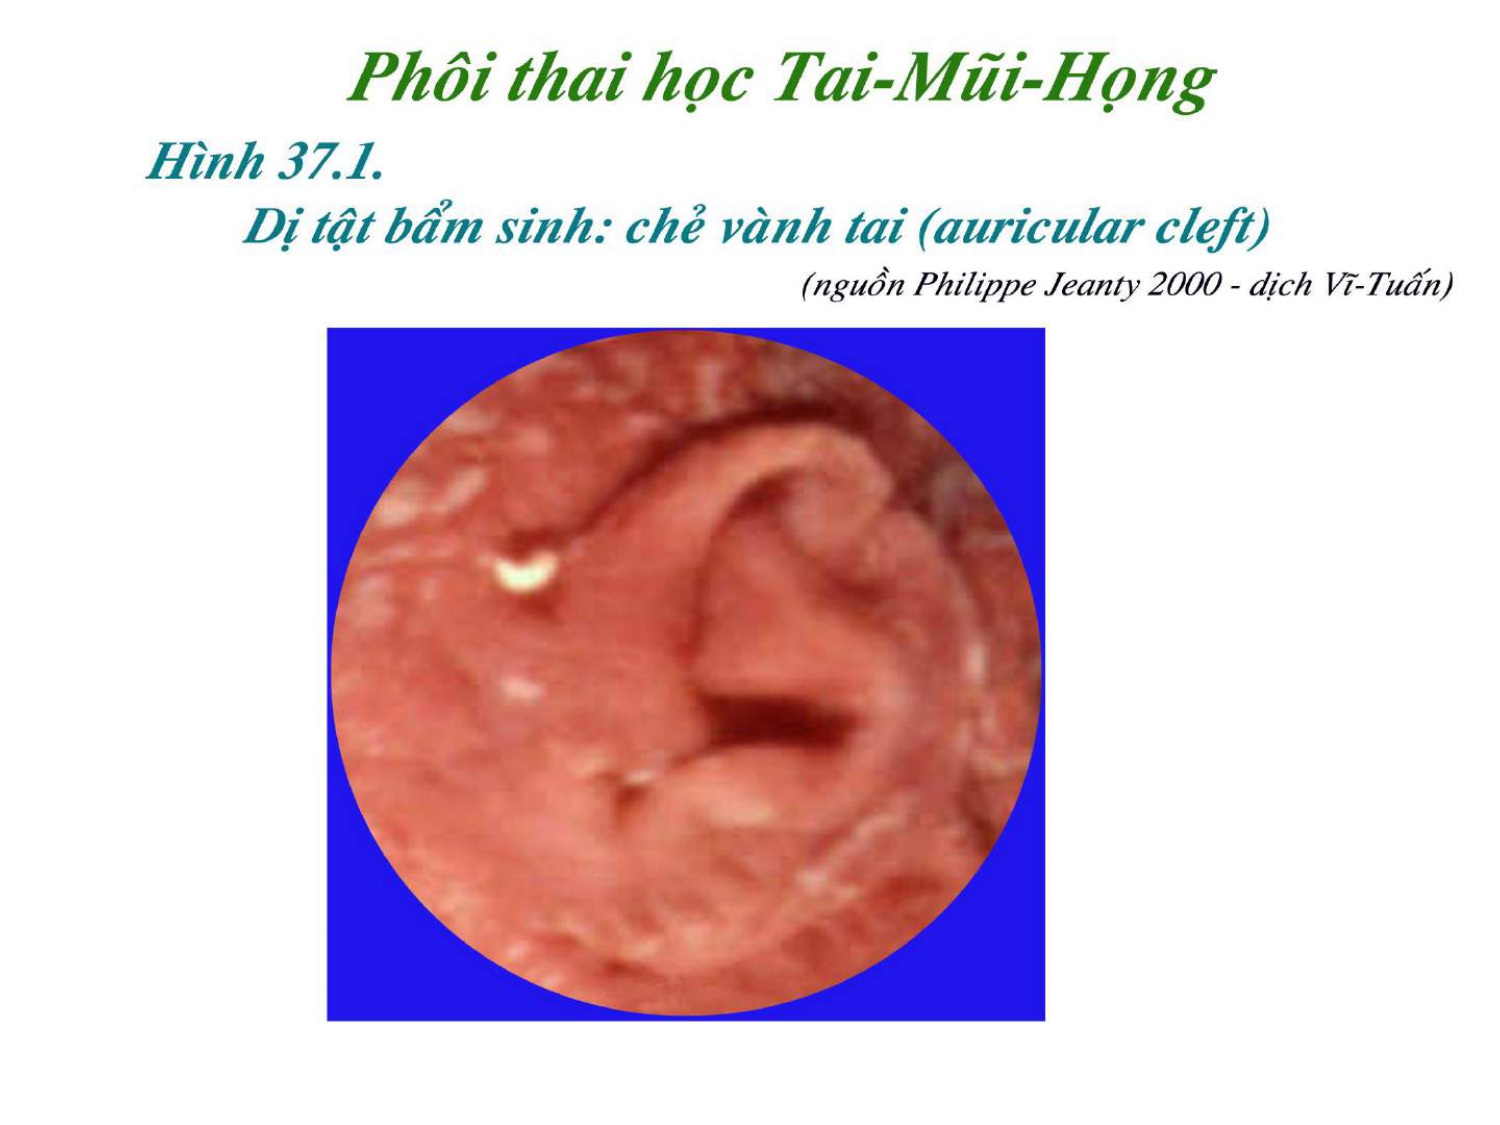 Phôi thai học Tai-Mũi-Họng
Hình 37.1.
Dị tật bẩm sinh: chẻ vành tai (auricular cleft)
(nguồn Philippe Jeanty 2000 - dịch Vĩ-Tuấn)